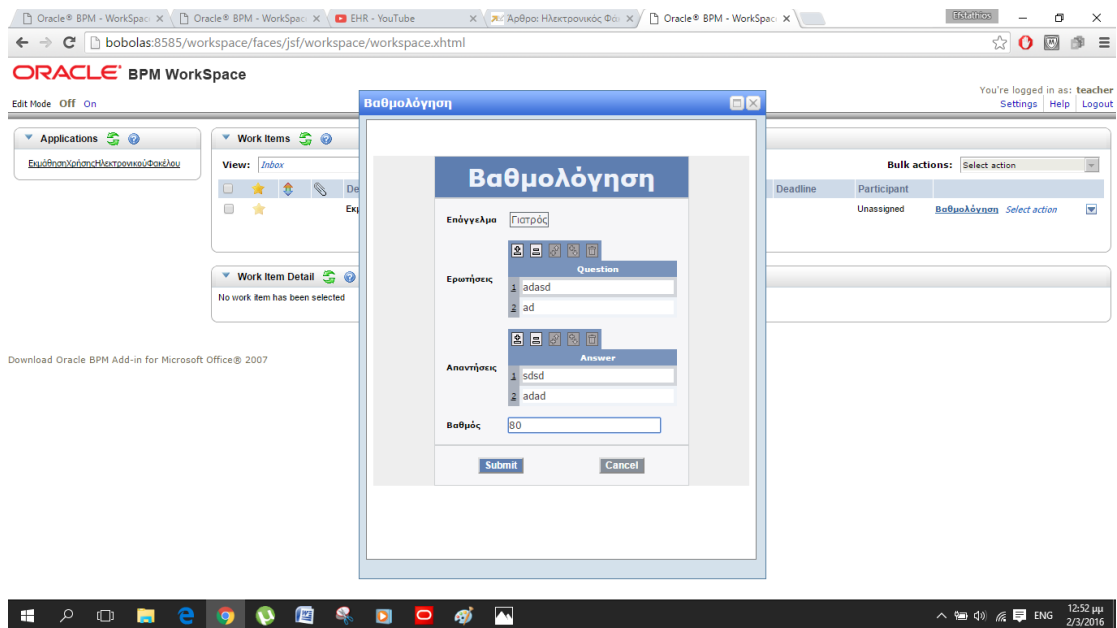 Oracle® BPM - WorkSpac
Oracle® BPM - WorkSpac
EHR - YouTube
Άρθρο: Ηλεκτρονικός Φά
Oracle® BPM - WorkSpac
Efstathios
bobolas:8585/workspace/faces/jsf/workspace/workspace.xhtml
ORACLE® BPM WorkSpace
You're logged in as: teacher
Edit Mode Off On
Settings Help Logout
Βαθμολόγηση
Applications
Work Items
ΕκμάθησηΧρήσηςΗλεκτρονικούΦακέλου
View: Inbox
Bulk actions: Select action
De
Deadline
Participant
Εκμ
Unassigned
Βαθμολόγηση Select action
Work Item Detail
No work item has been selected
Download Oracle BPM Add-in for Microsoft Office® 2007
Βαθμολόγηση
Επάγγελμα Γιατρός
Ερωτήσεις
Question
1 adasd
2 ad
Απαντήσεις
Answer
1 sdsd
2 adad
Βαθμός 80
Submit Cancel
ENG
12:52 μμ
2/3/2016